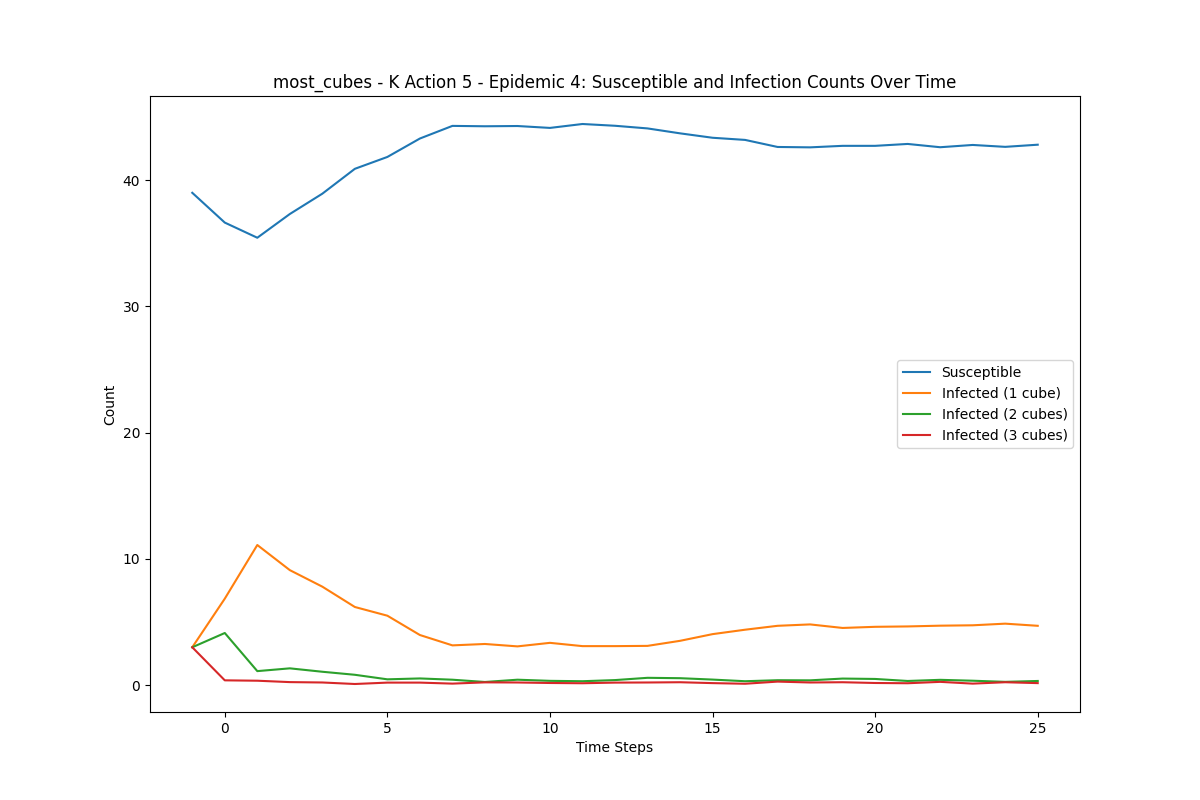 most_cubes - K Action 5 - Epidemic 4: Susceptible and Infection Counts Over Time
Count
40
30
20
10
0
Susceptible
Infected (1 cube)
Infected (2 cubes)
Infected (3 cubes)
0 5 10 15 20 25
Time Steps